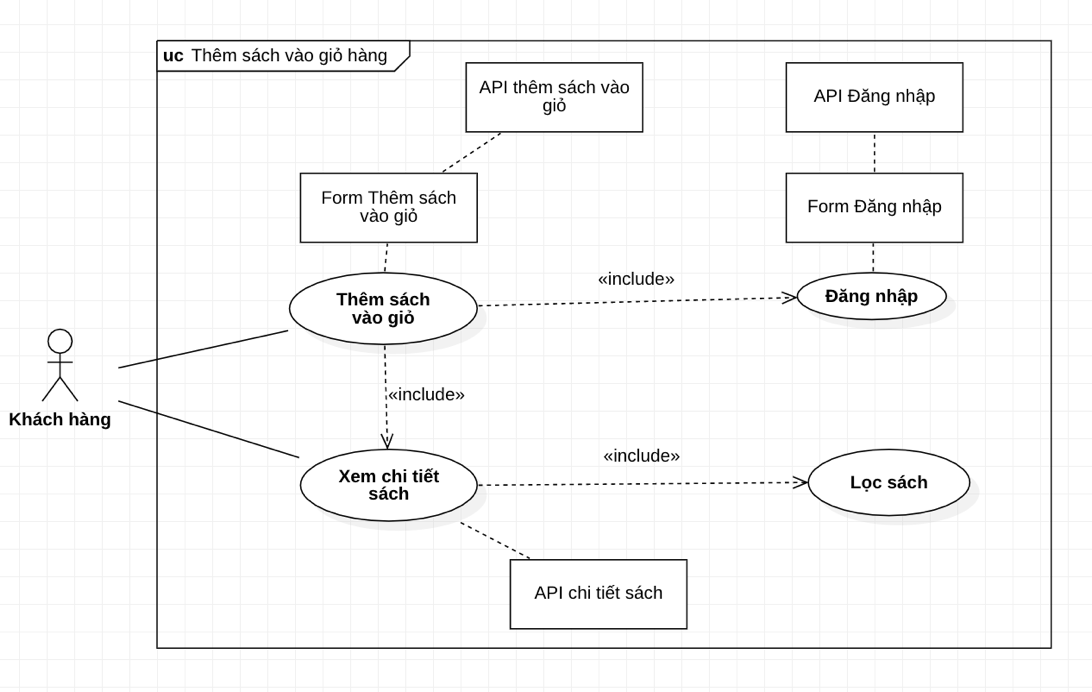 uc Thêm sách vào giỏ hàng
API thêm sách vào
giỏ
API Đăng nhập
Form Thêm sách
vào giỏ
Form Đăng nhập
Thêm sách
vào giỏ
«include»
Đăng nhập
«include»
Khách hàng
Xem chi tiết
sách
«include»
Lọc sách
API chi tiết sách